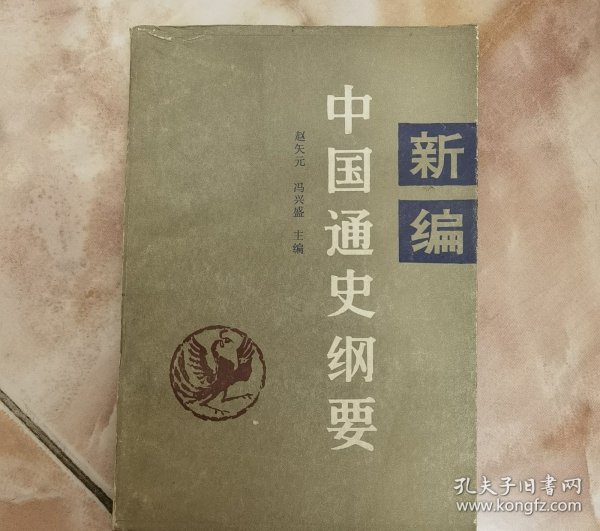 新编
中国通史纲要
赵矢元 冯兴盛 主编
孔夫子旧书网
www.kongfz.com